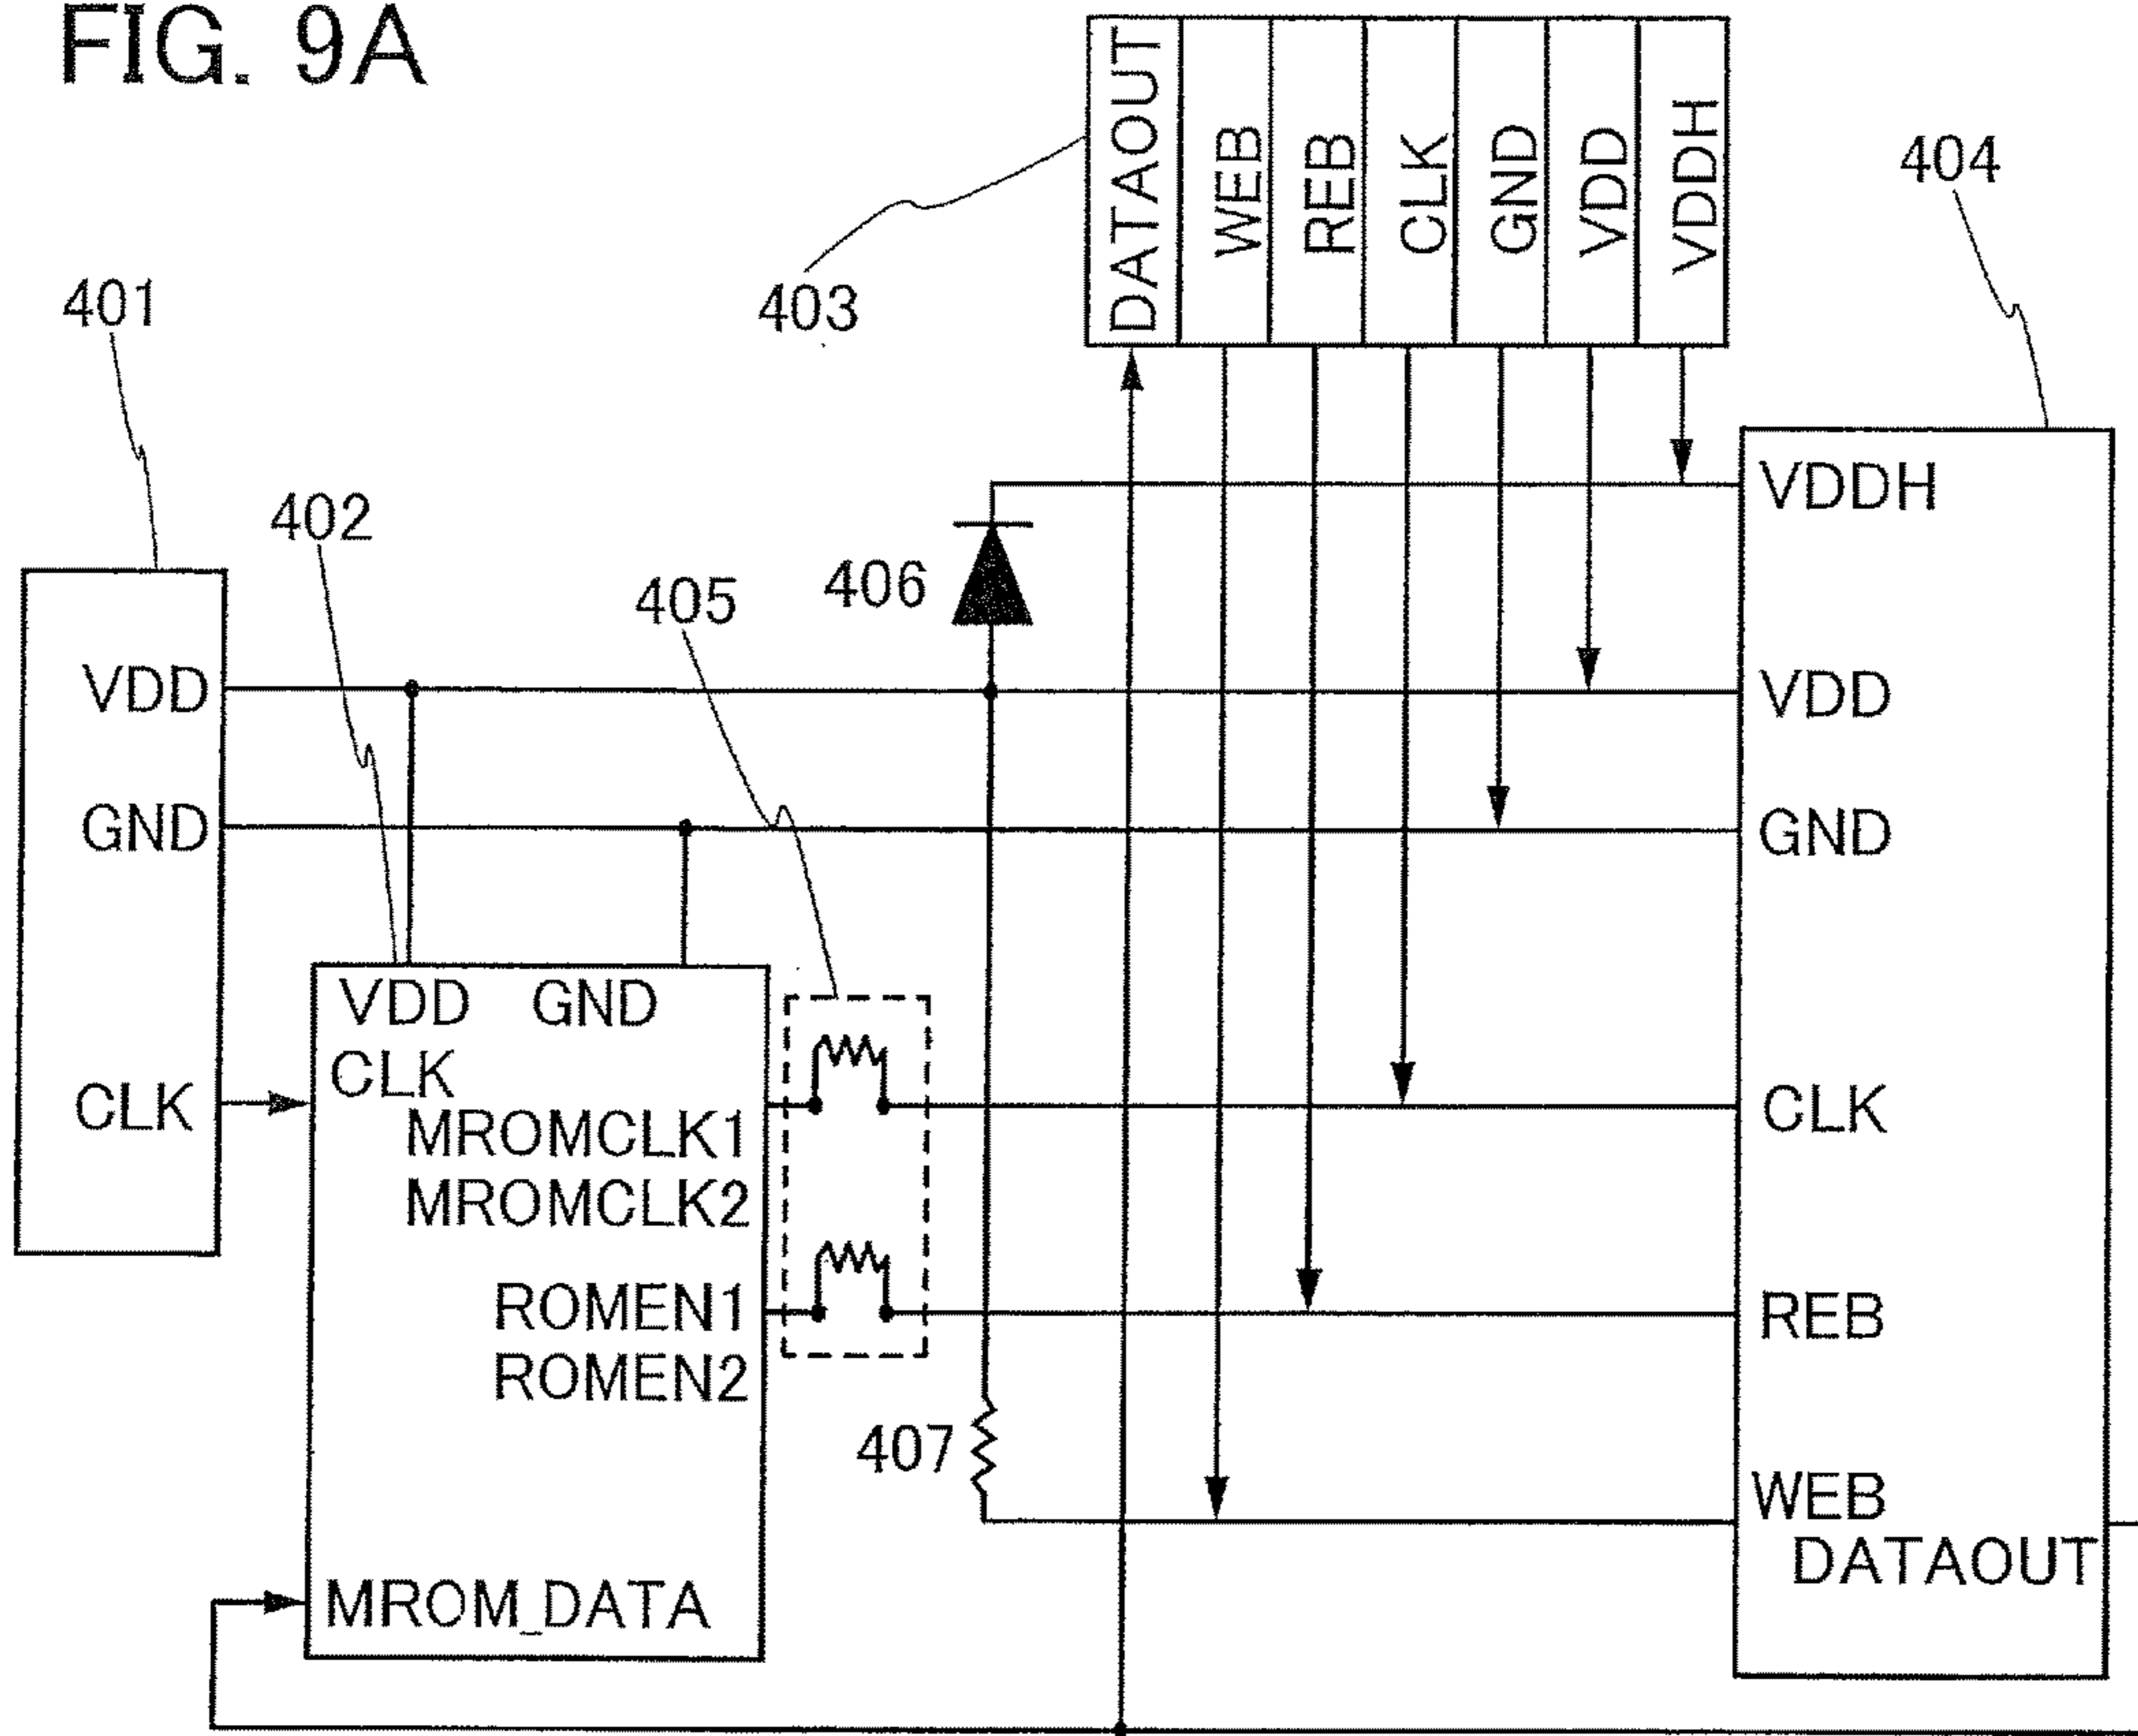 FIG. 9A
DATAOUT
WEB
REB
CLK
GND
VDD
VDDH
403
404
401
402
405
406
VDD
GND
CLK
VDD GND
CLK
MROMCLK1
MROMCLK2
ROMEN1
ROMEN2
MROM_DATA
407
VDDH
VDD
GND
CLK
REB
WEB
DATAOUT